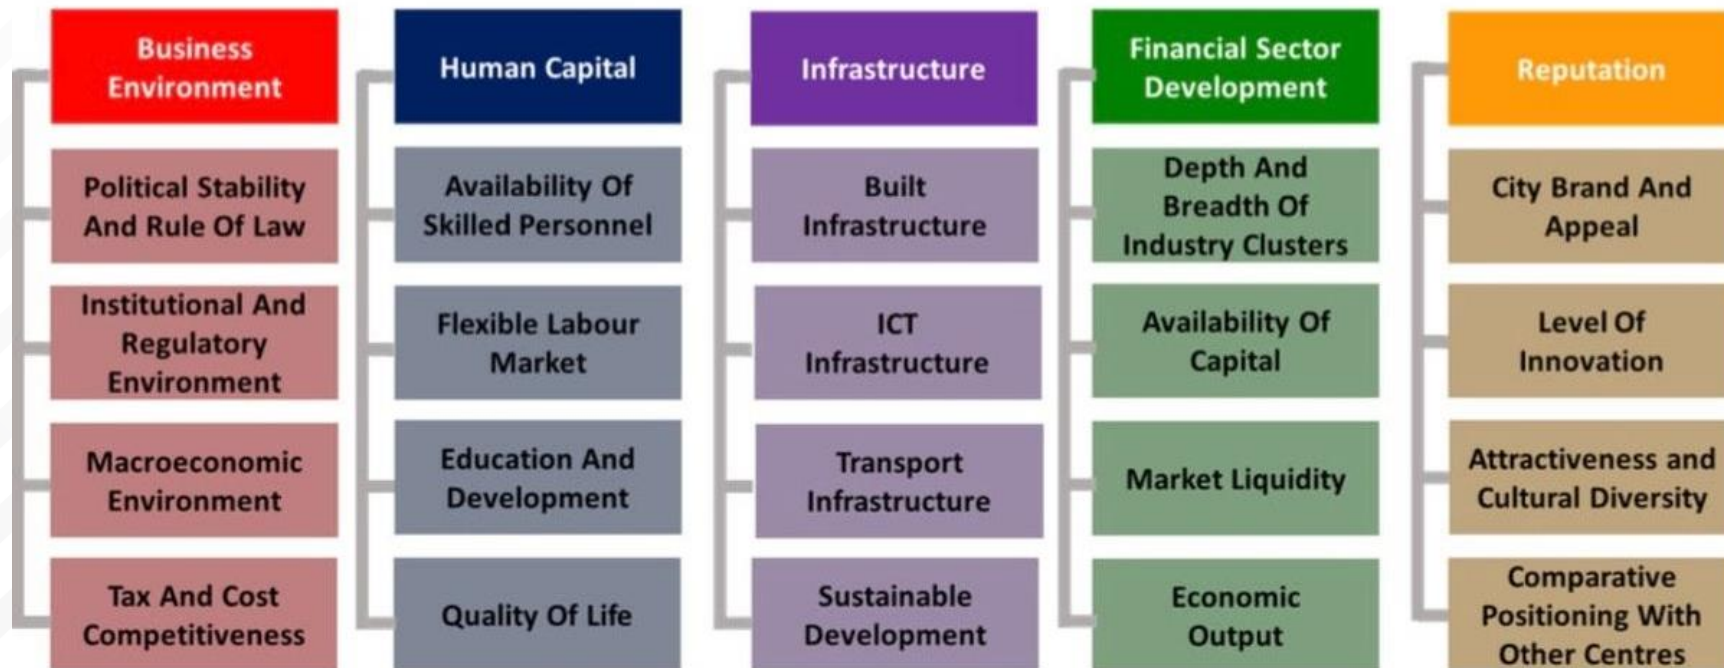 Business
Environment
Political Stability
And Rule Of Law
Institutional And
Regulatory
Environment
Macroeconomic
Environment
Tax And Cost
Competitiveness
Human Capital
Availability Of
Skilled Personnel
Flexible Labour
Market
Education And
Development
Quality Of Life
Infrastructure
Built
Infrastructure
ICT
Infrastructure
Transport
Infrastructure
Sustainable
Development
Financial Sector
Development
Depth And
Breadth Of
Industry Clusters
Availability Of
Capital
Market Liquidity
Economic
Output
Reputation
City Brand And
Appeal
Level Of
Innovation
Attractiveness and
Cultural Diversity
Comparative
Positioning With
Other Centres